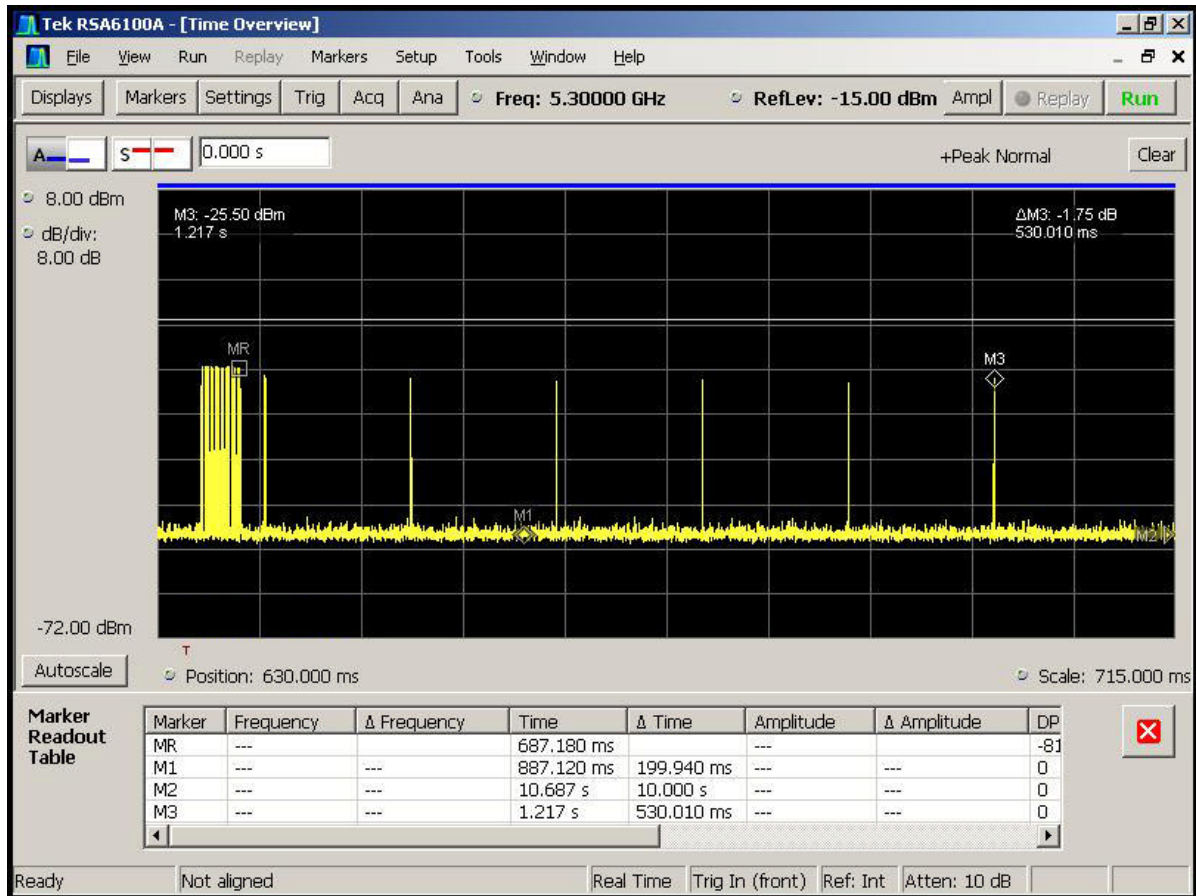 Tek RSA6100A - [Time Overview]
File View Run Replay Markers Setup Tools Window Help
Displays Markers Settings Trig Acq Ana Freq: 5.30000 GHz RefLev: -15.00 dBm Ampl Replay Run
A S 0.000 s +Peak Normal Clear
8.00 dBm
dB/div:
8.00 dB
M3: -25.50 dBm
1.217 s
ΔM3: -1.75 dB
530.010 ms
MR
M3
M1
M2
-72.00 dBm
T
Autoscale Position: 630.000 ms Scale: 715.000 ms
Marker Readout Table
Marker Frequency Δ Frequency Time Δ Time Amplitude Δ Amplitude DP
MR --- 687.180 ms --- -81
M1 --- --- 887.120 ms 199.940 ms --- --- 0
M2 --- --- 10.687 s 10.000 s --- --- 0
M3 --- --- 1.217 s 530.010 ms --- --- 0
Ready Not aligned Real Time Trig In (front) Ref: Int Atten: 10 dB